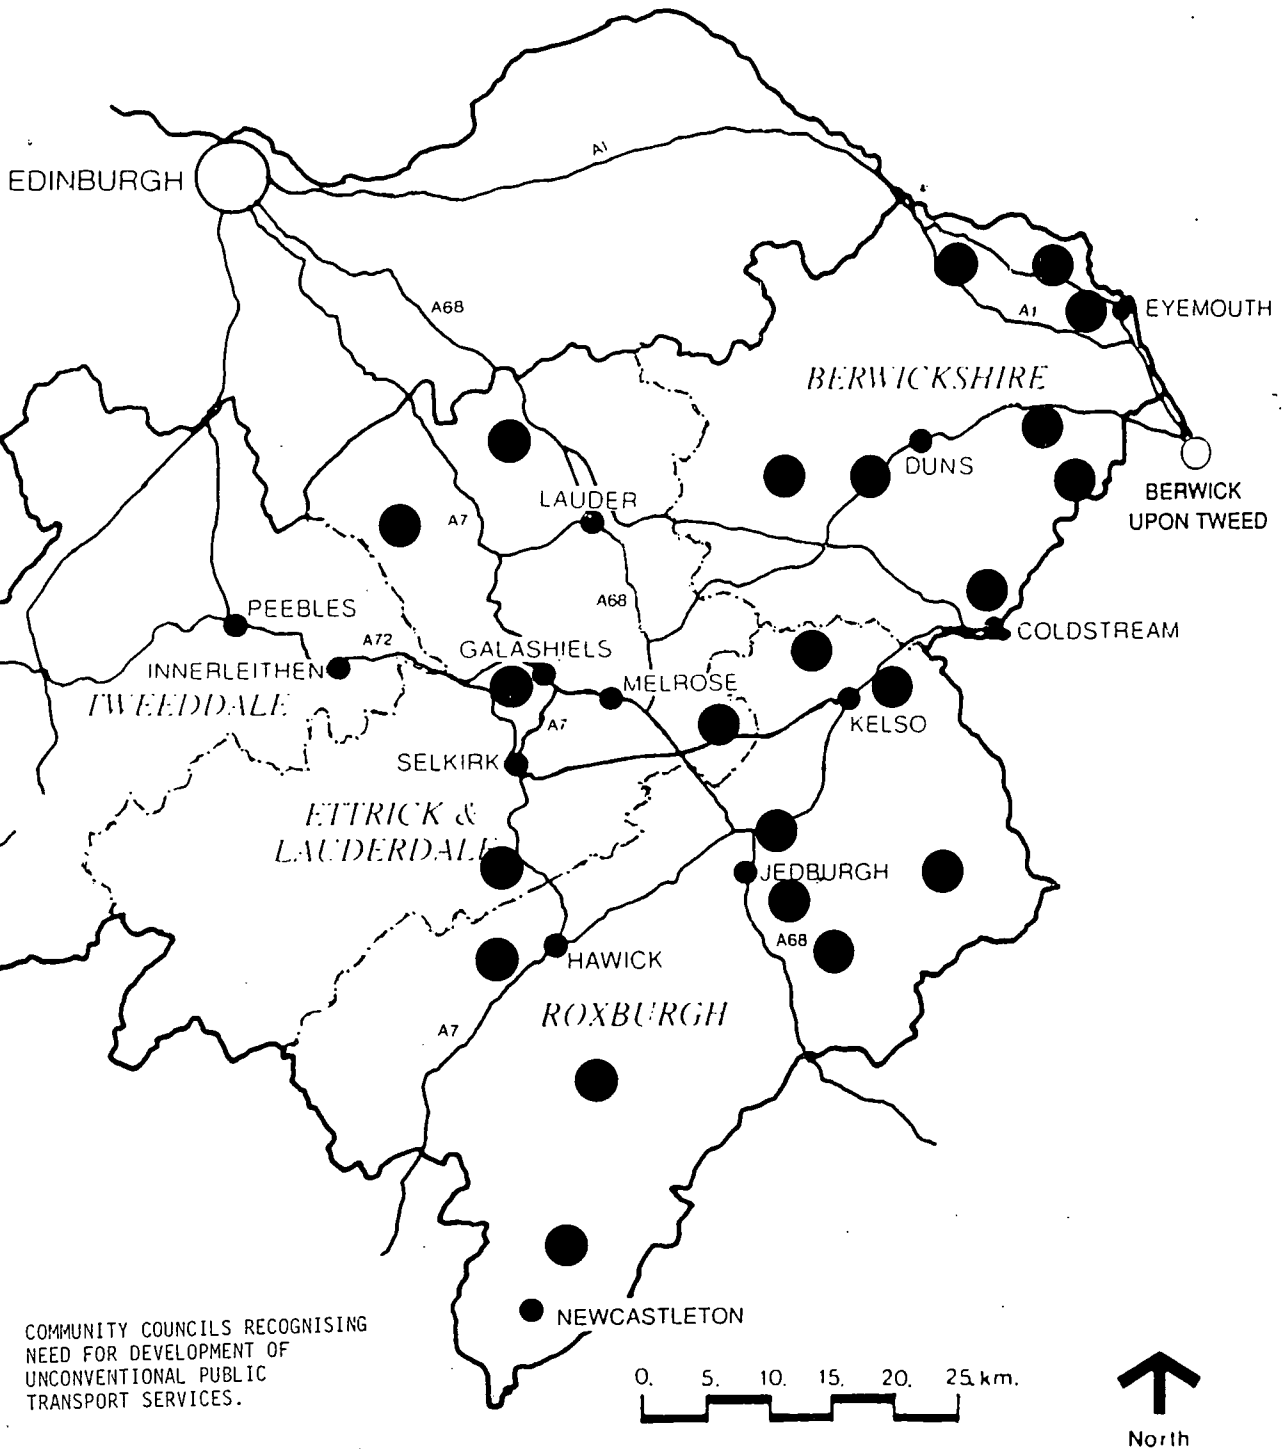 EDINBURGH
A1
A68
A1
EYEMOUTH
BERWICKSHIRE
DUNS
LAUDER
A7
BERWICK
UPON TWEED
A68
PEEBLES
A72
GALASHIELS
COLDSTREAM
INNERLEITHEN
MELROSE
TWEEDDALE
A7
KELSO
SELKIRK
ETTRICK &
LAUDERDALE
JEDBURGH
A68
HAWICK
ROXBURGH
A7
NEWCASTLETON
COMMUNITY COUNCILS RECOGNISING
NEED FOR DEVELOPMENT OF
UNCONVENTIONAL PUBLIC
TRANSPORT SERVICES.
0. 5. 10. 15. 20. 25.km.
North